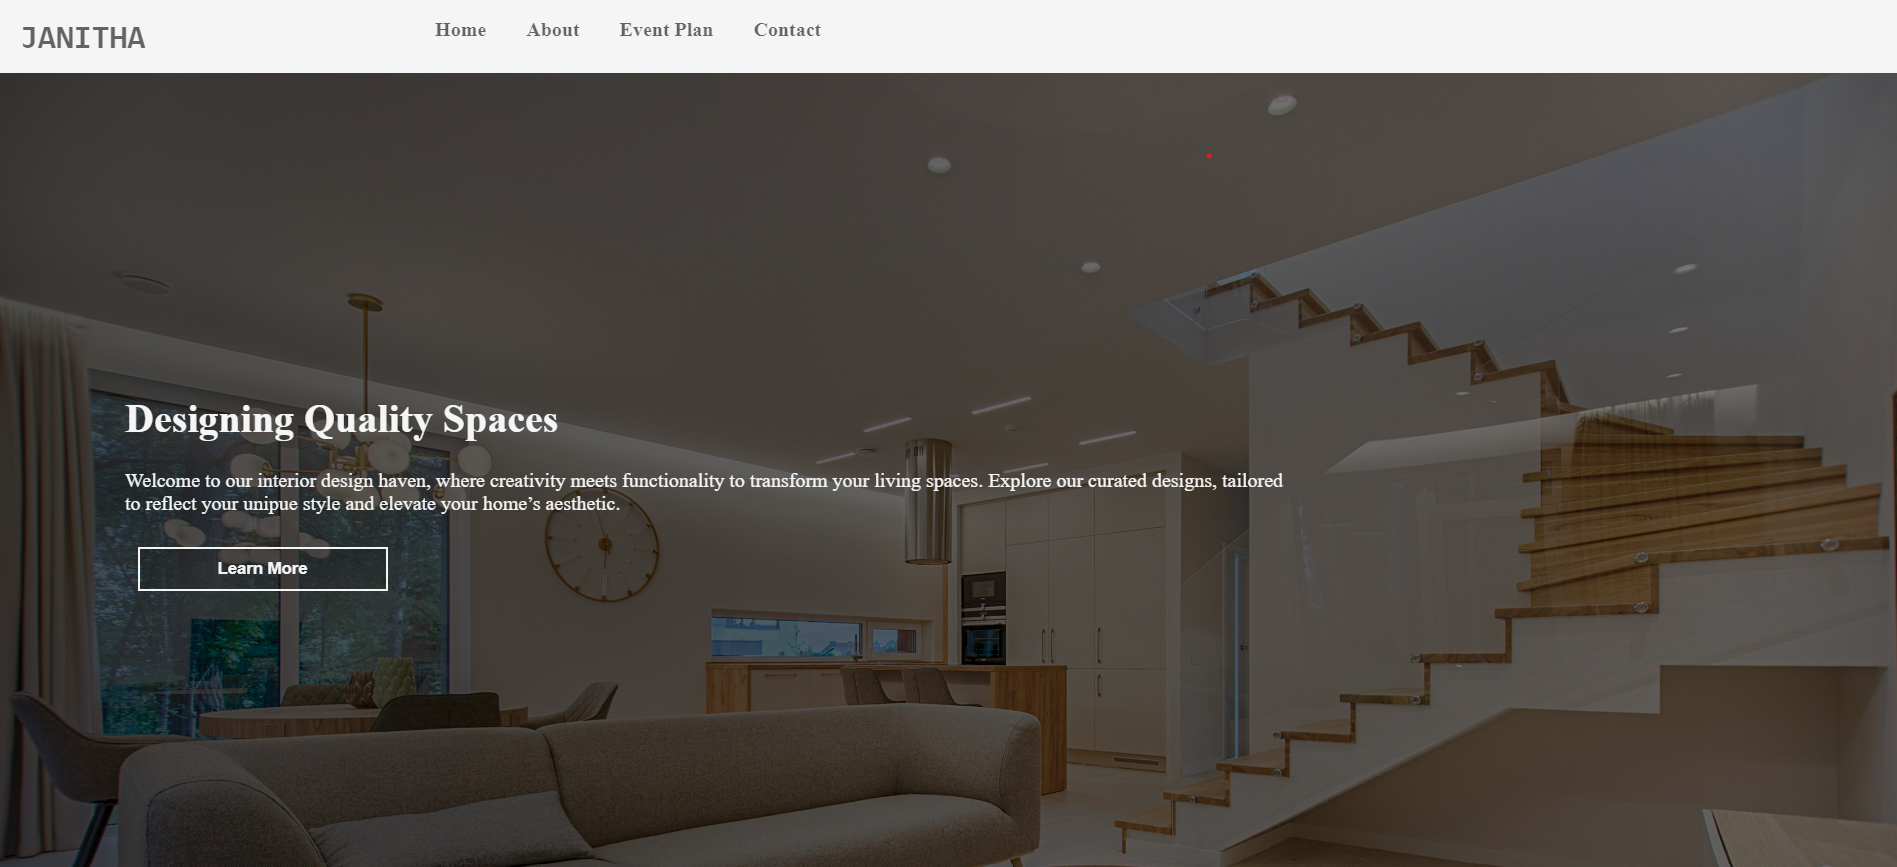 JANITHA
Home About Event Plan Contact
Designing Quality Spaces
Welcome to our interior design haven, where creativity meets functionality to transform your living spaces. Explore our curated designs, tailored
to reflect your unipue style and elevate your home’s aesthetic.
Learn More